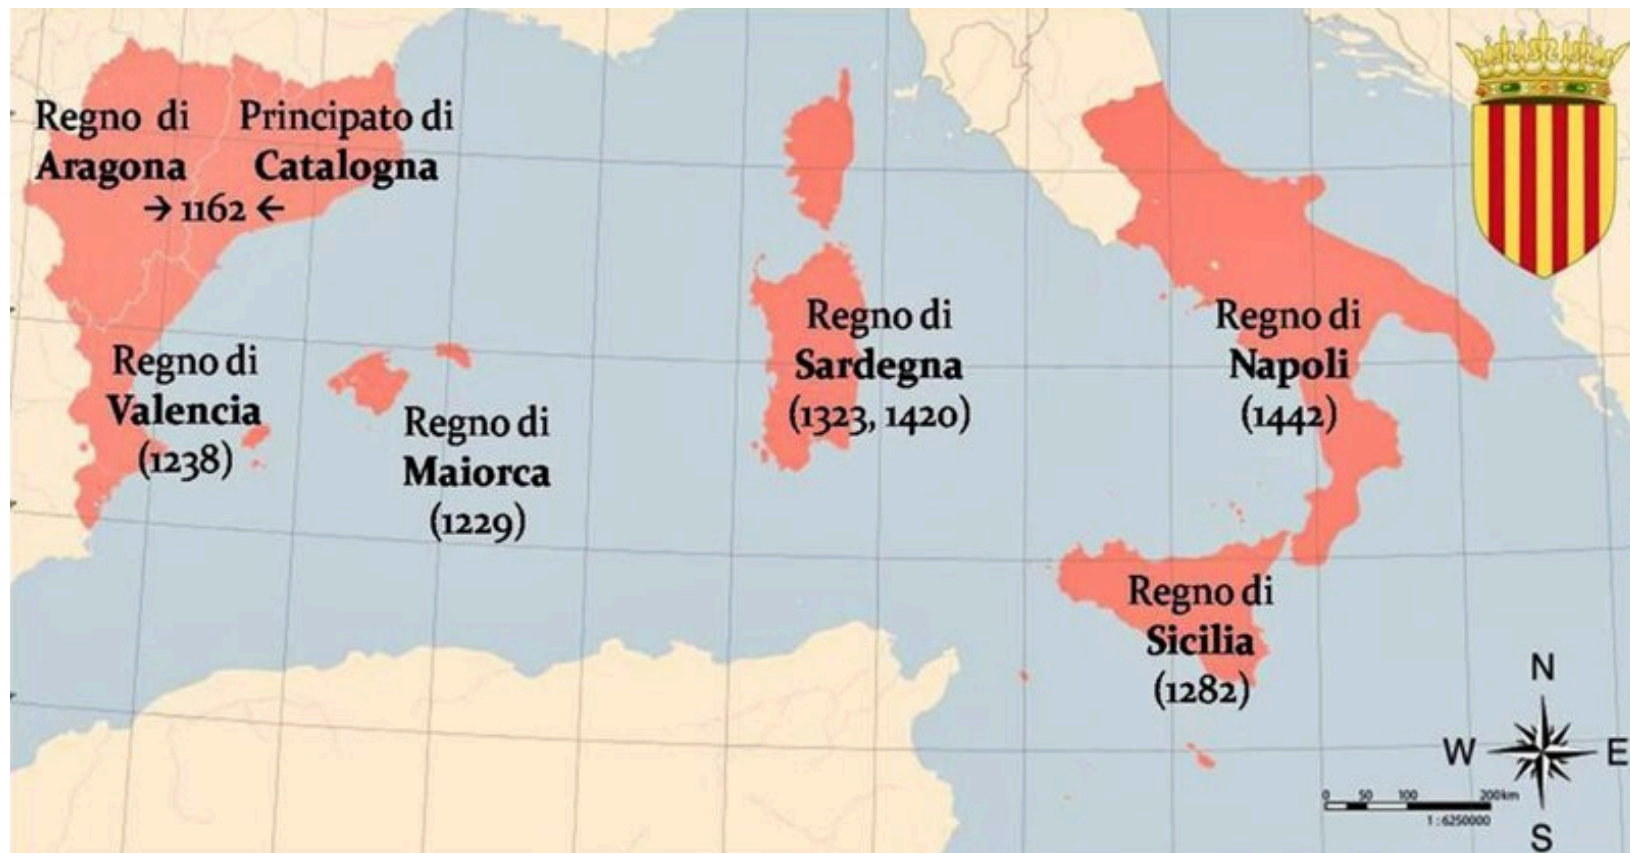 Regno di
Aragona
Principato di
Catalogna
→ 1162 ←
Regno di
Valencia
(1238)
Regno di
Maiorca
(1229)
Regno di
Sardegna
(1323, 1420)
Regno di
Napoli
(1442)
Regno di
Sicilia
(1282)
N
W E
S
0 50 100 200km
1:6250000